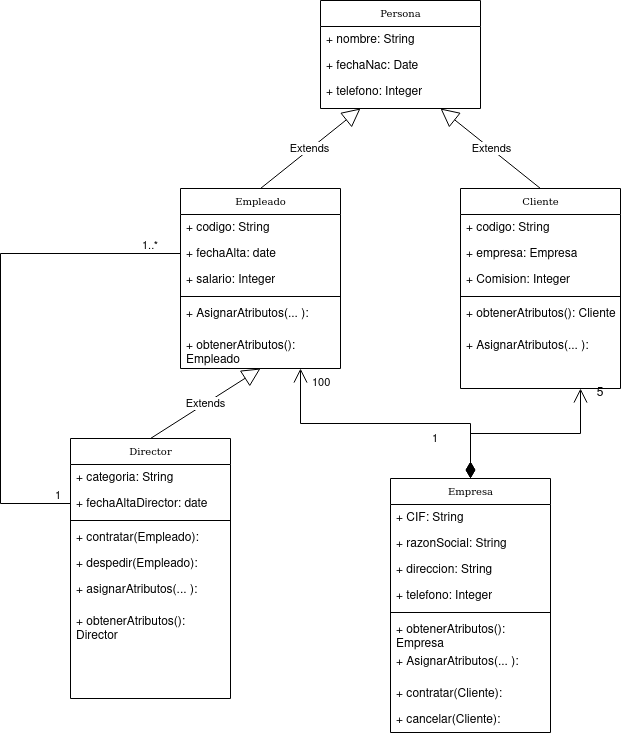 Persona
+ nombre: String
+ fechaNac: Date
+ telefono: Integer
Extends
Extends
Empleado
+ codigo: String
+ fechaAlta: date
+ salario: Integer
+ AsignarAtributos(... ):
+ obtenerAtributos():
Empleado
Cliente
+ codigo: String
+ empresa: Empresa
+ Comision: Integer
+ obtenerAtributos(): Cliente
+ AsignarAtributos(... ):
1..*
100
5
Extends
1
1
Director
+ categoria: String
+ fechaAltaDirector: date
+ contratar(Empleado):
+ despedir(Empleado):
+ asignarAtributos(... ):
+ obtenerAtributos():
Director
Empresa
+ CIF: String
+ razonSocial: String
+ direccion: String
+ telefono: Integer
+ obtenerAtributos():
Empresa
+ AsignarAtributos(... ):
+ contratar(Cliente):
+ cancelar(Cliente):